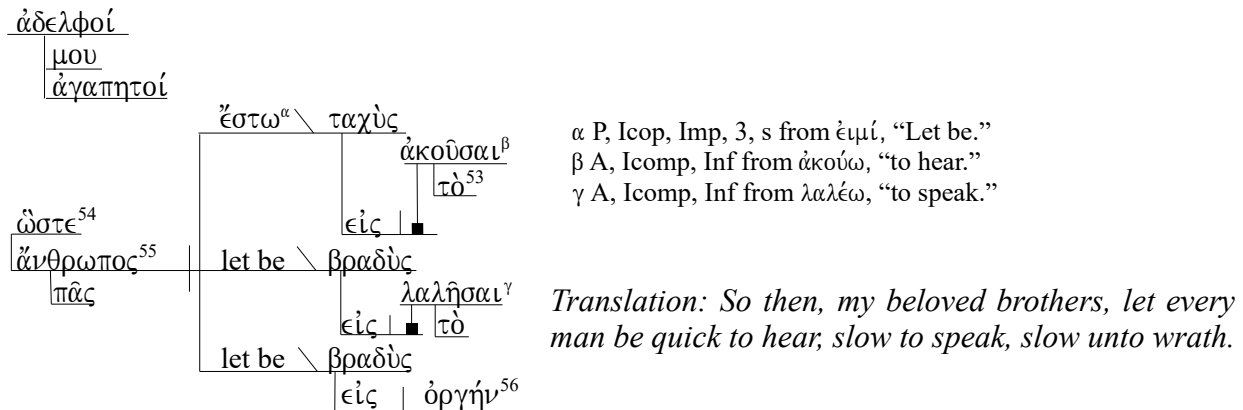 ἀδελφοί
μου
ἀγαπητοί
ἔστωᵅ ταχὺς
ἀκοῦσαιᵝ
τὸ53
εἰς
ὣστε54
ἄνθρωπος55
πᾶς
let be βραδὺς
λαλῆσαιᵞ
εἰς τὸ
let be βραδὺς
εἰς ὀργήν56
α P, Icop, Imp, 3, s from ἐιμί, “Let be.”
β A, Icomp, Inf from ἀκούω, “to hear.”
γ A, Icomp, Inf from λαλέω, “to speak.”
Translation: So then, my beloved brothers, let every
man be quick to hear, slow to speak, slow unto wrath.